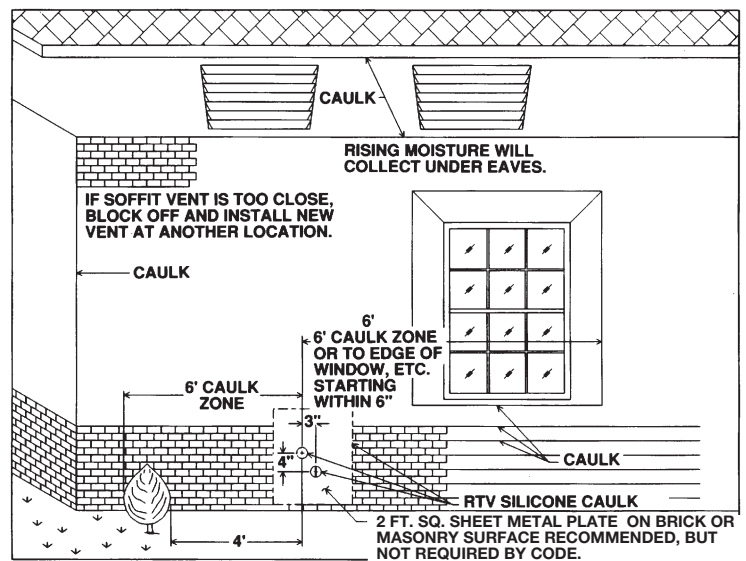 CAULK
RISING MOISTURE WILL
COLLECT UNDER EAVES.
IF SOFFIT VENT IS TOO CLOSE,
BLOCK OFF AND INSTALL NEW
VENT AT ANOTHER LOCATION.
CAULK
6'
6' CAULK ZONE
OR TO EDGE OF
WINDOW, ETC.
STARTING
WITHIN 6"
6' CAULK
ZONE
3"
4"
CAULK
RTV SILICONE CAULK
2 FT. SQ. SHEET METAL PLATE ON BRICK OR
MASONRY SURFACE RECOMMENDED, BUT
NOT REQUIRED BY CODE.
4'